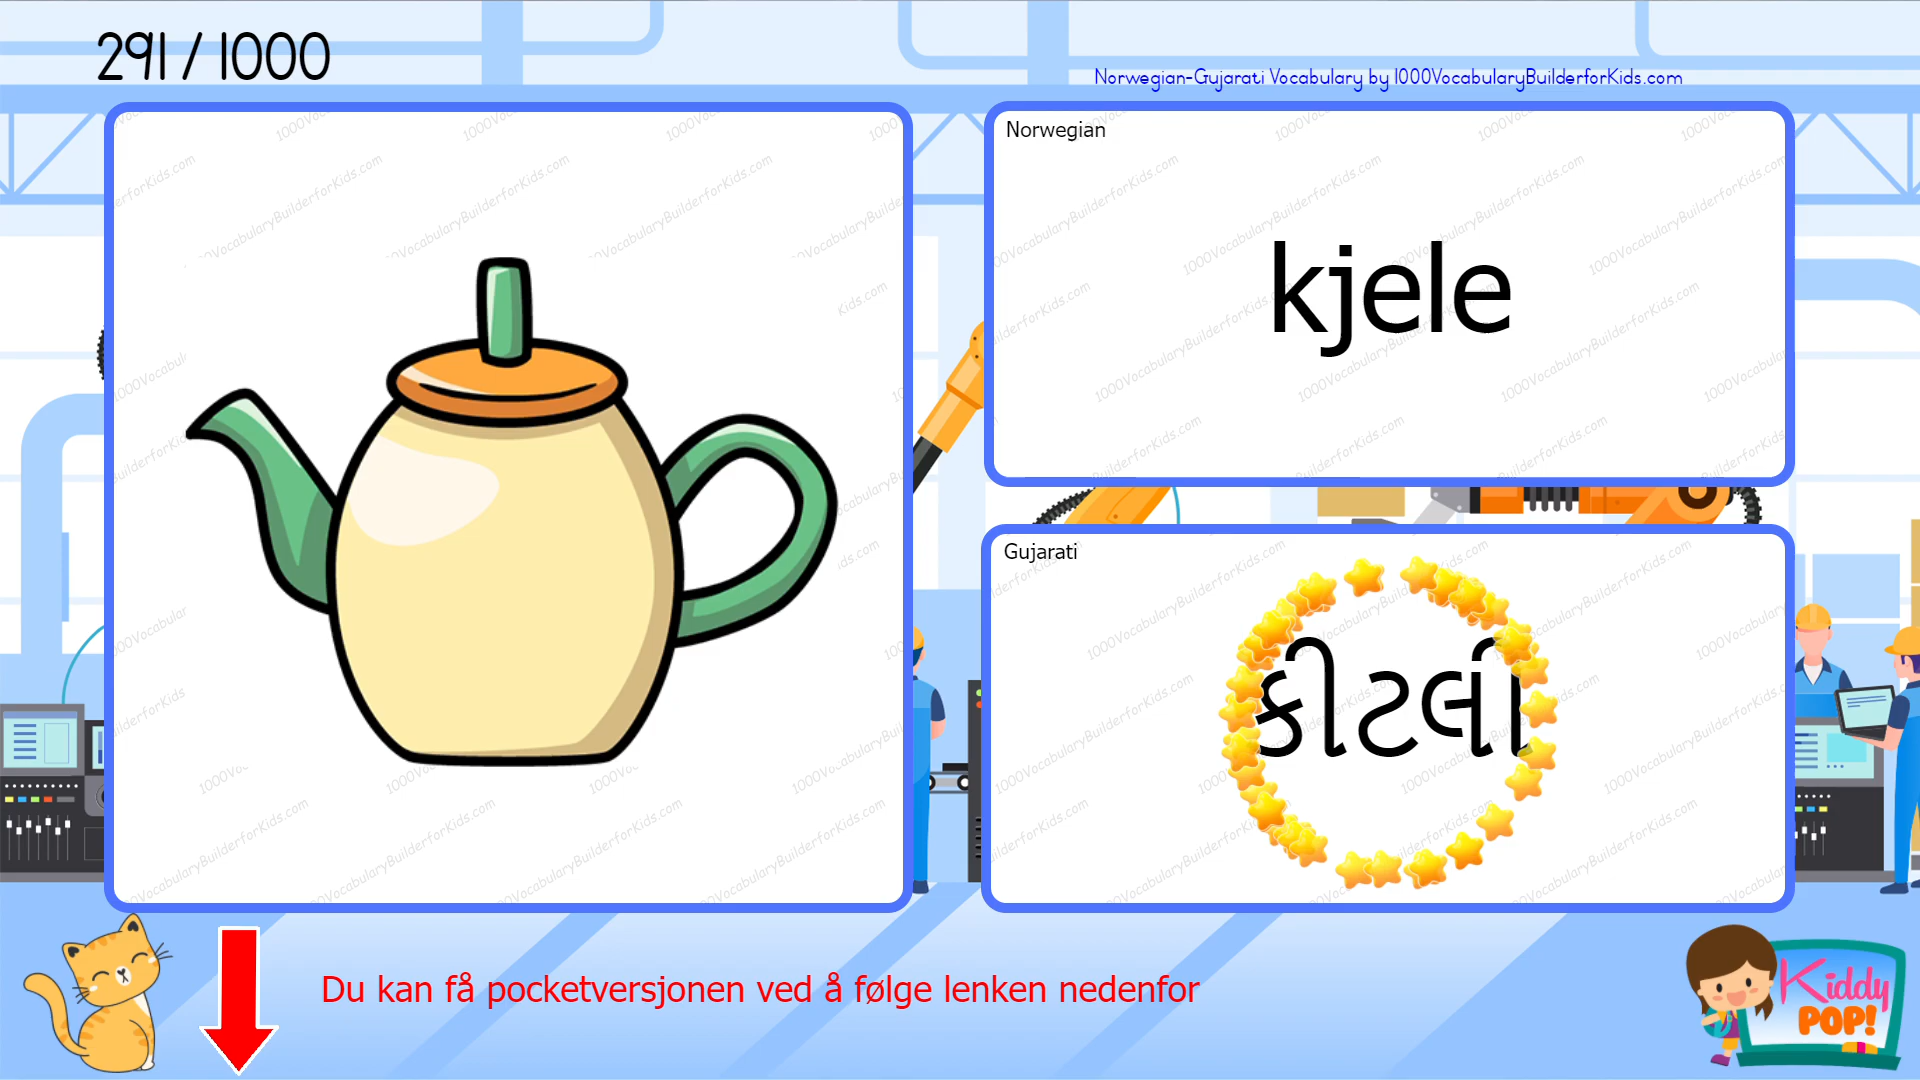 291 / 1000
Norwegian-Gujarati Vocabulary by 1000VocabularyBuilderforKids.com
Norwegian
kjele
Gujarati
કીટલી
Du kan få pocketversjonen ved å følge lenken nedenfor
Kiddy
POP!